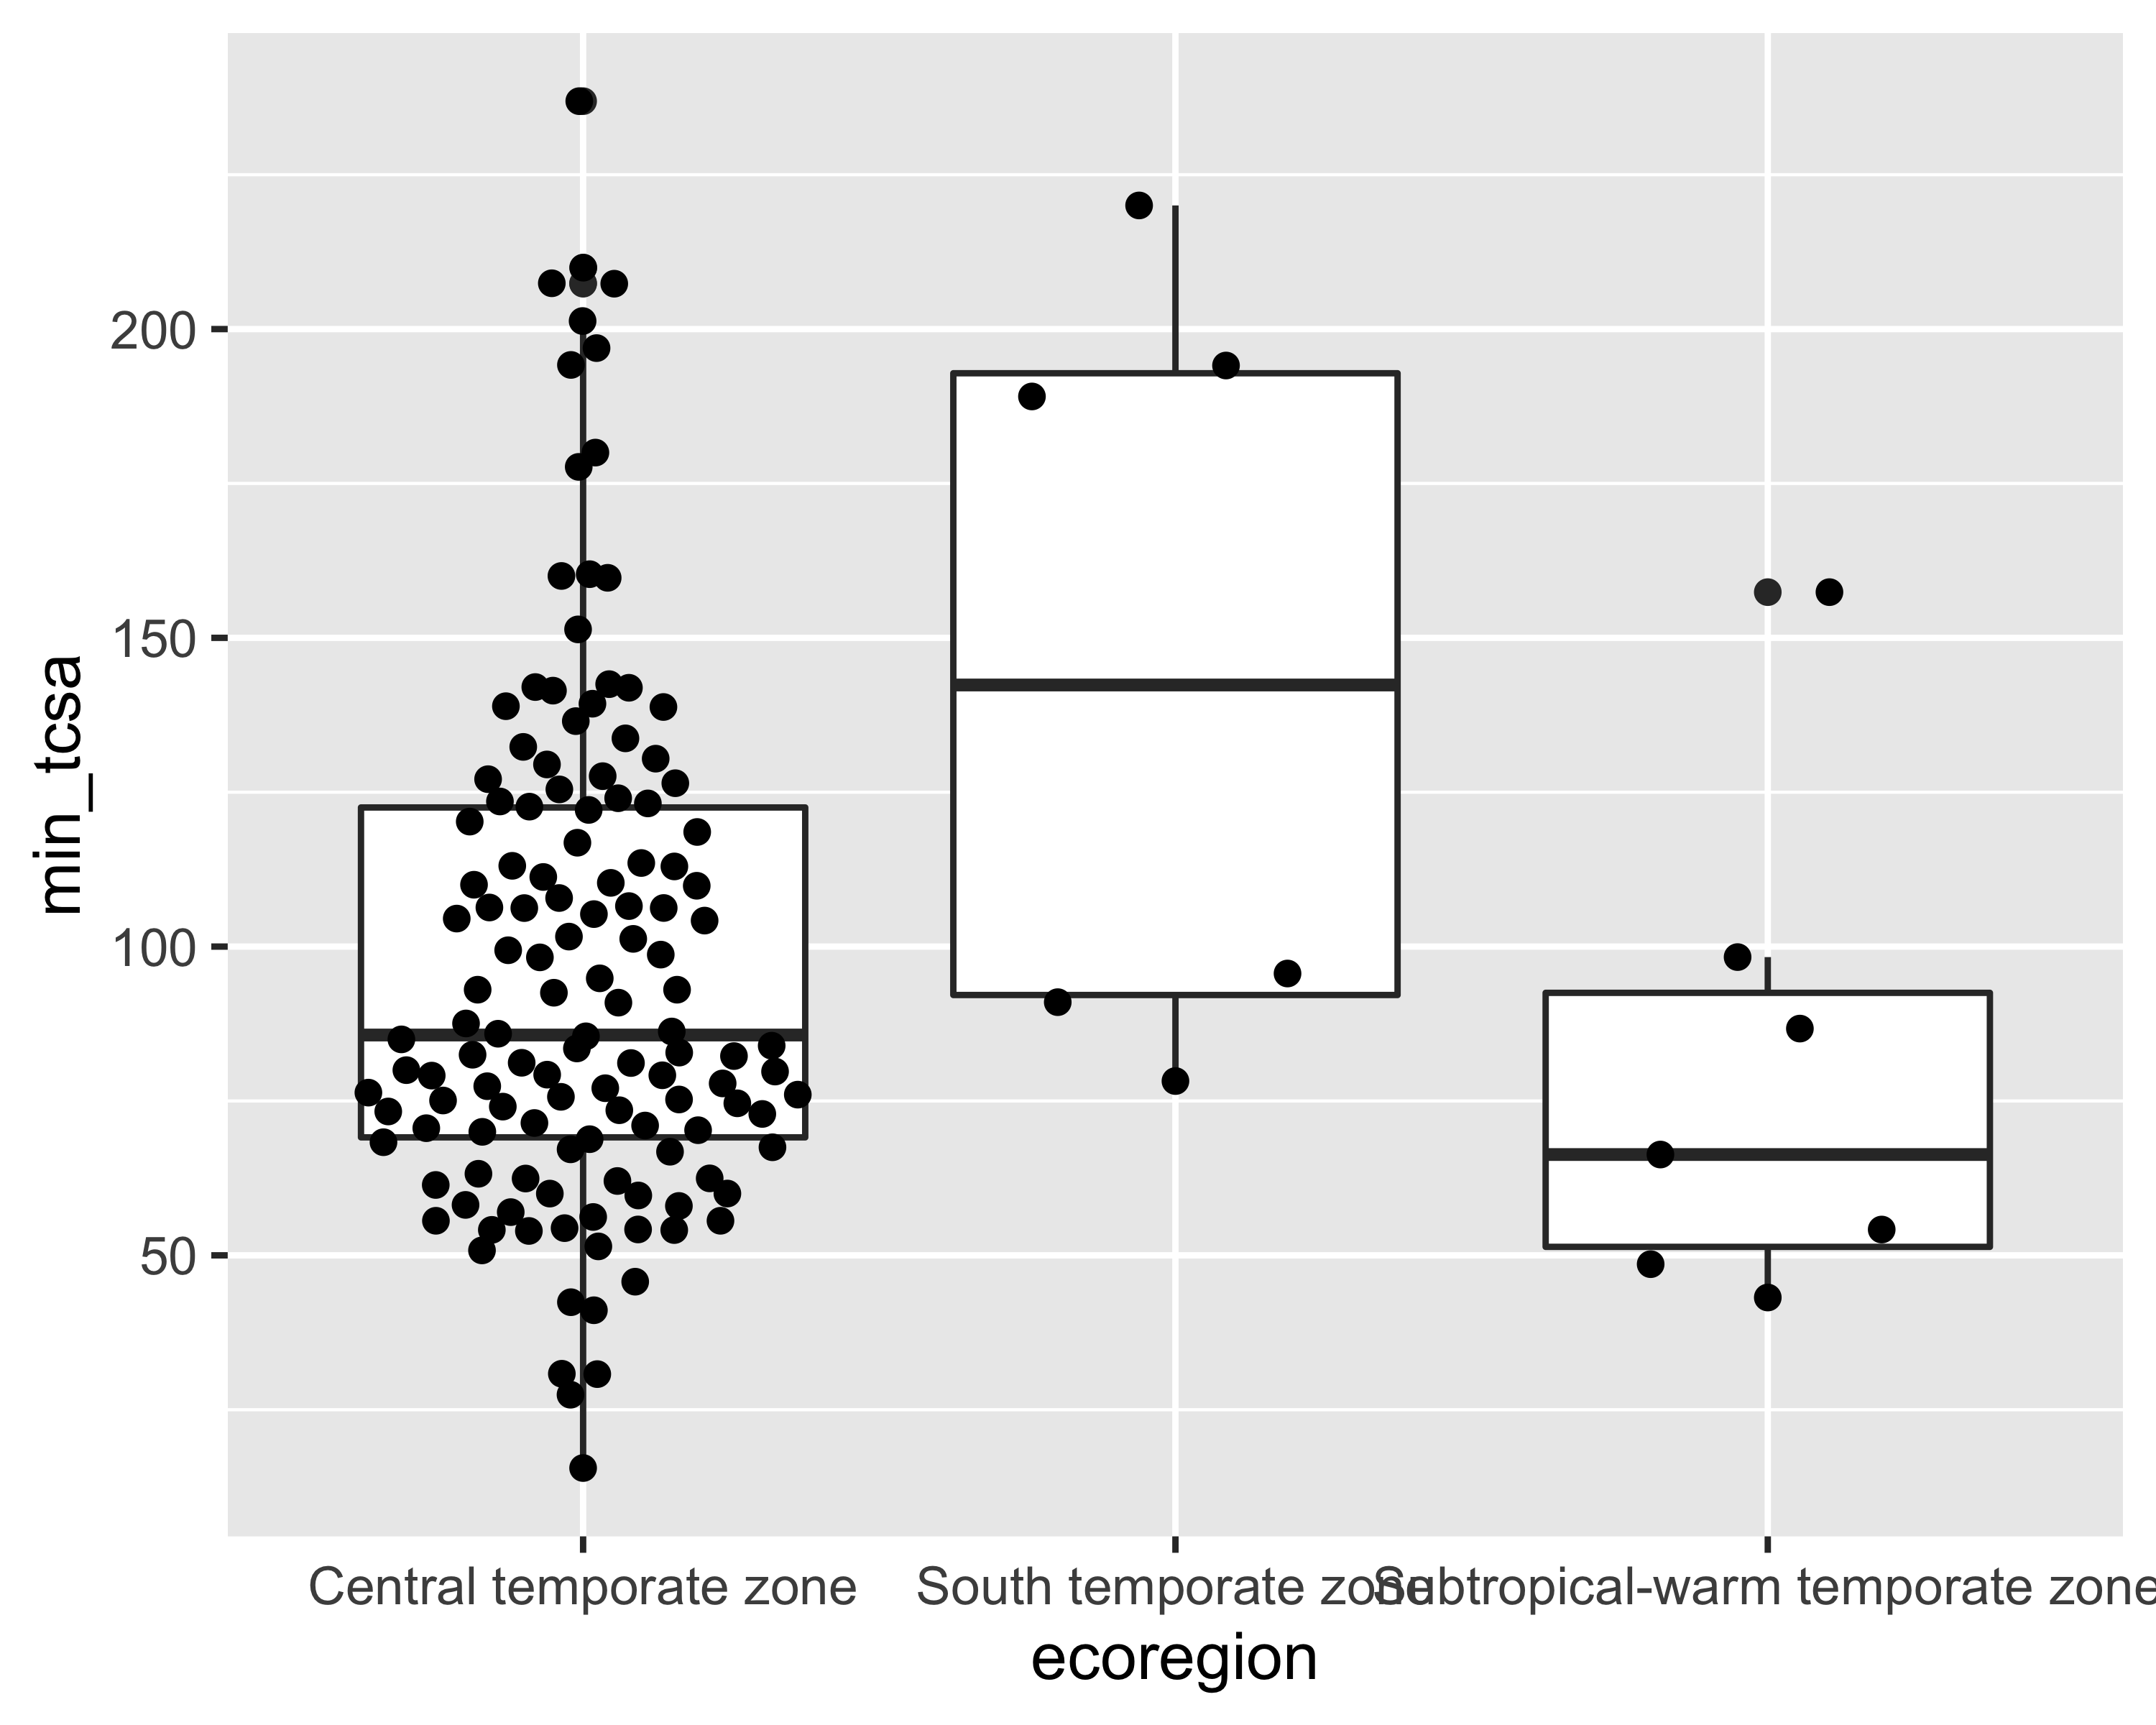 min_tcsa
200
150
100
50
Central temporate zone South temporate zone Subtropical-warm temporate zone
ecoregion